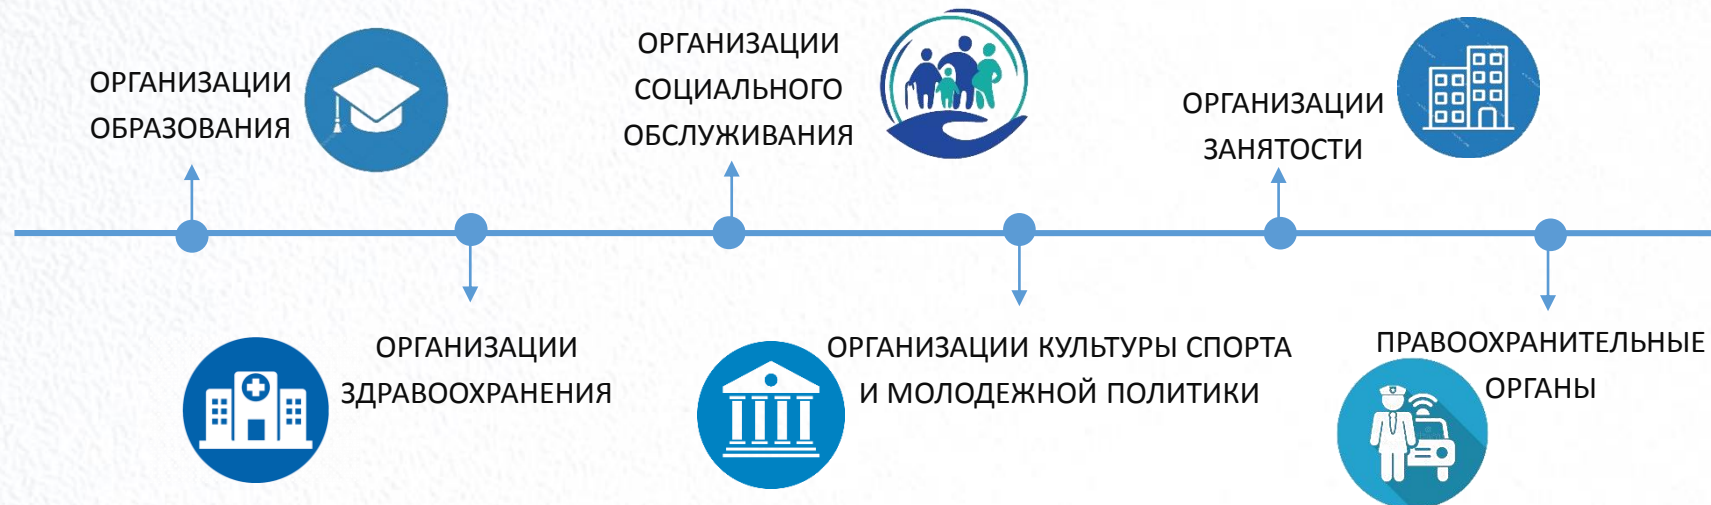 ОРГАНИЗАЦИИ
ОБРАЗОВАНИЯ
ОРГАНИЗАЦИИ
СОЦИАЛЬНОГО
ОБСЛУЖИВАНИЯ
ОРГАНИЗАЦИИ
ЗАНЯТОСТИ
ОРГАНИЗАЦИИ
ЗДРАВООХРАНЕНИЯ
ОРГАНИЗАЦИИ КУЛЬТУРЫ СПОРТА
И МОЛОДЕЖНОЙ ПОЛИТИКИ
ПРАВООХРАНИТЕЛЬНЫЕ
ОРГАНЫ